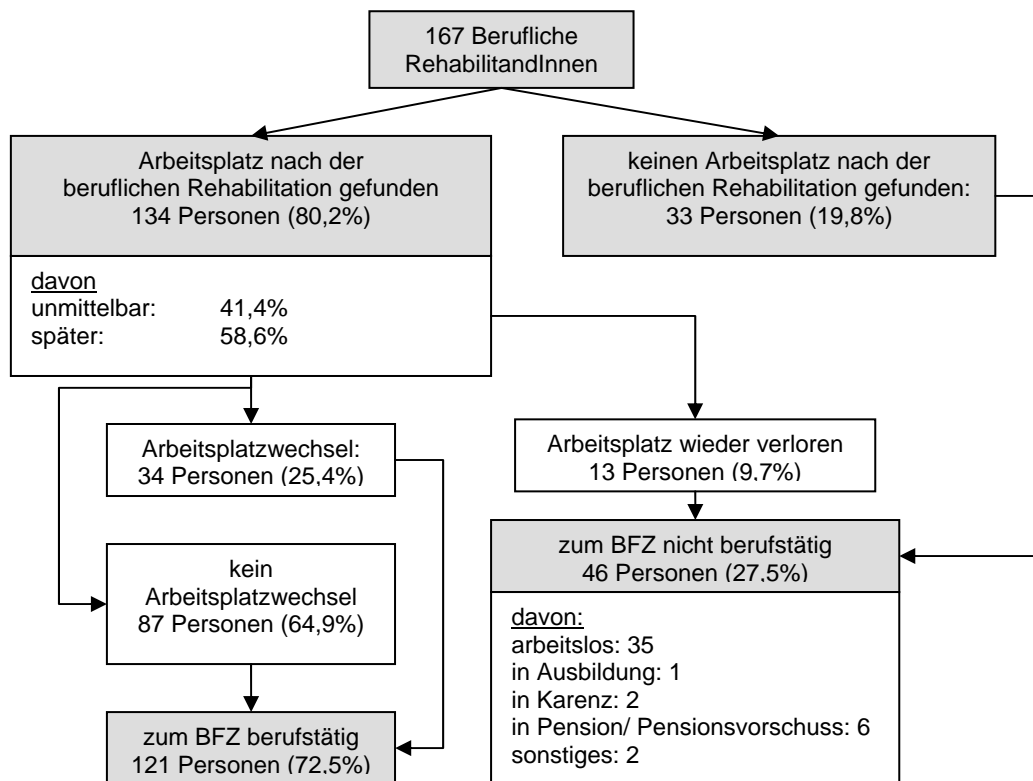 167 Berufliche
RehabilitandInnen
Arbeitsplatz nach der
beruflichen Rehabilitation gefunden
134 Personen (80,2%)
keinen Arbeitsplatz nach der
beruflichen Rehabilitation gefunden:
33 Personen (19,8%)
davon
unmittelbar: 41,4%
später: 58,6%
Arbeitsplatzwechsel:
34 Personen (25,4%)
Arbeitsplatz wieder verloren
13 Personen (9,7%)
kein
Arbeitsplatzwechsel
87 Personen (64,9%)
zum BFZ nicht berufstätig
46 Personen (27,5%)
davon:
arbeitslos: 35
in Ausbildung: 1
in Karenz: 2
in Pension/ Pensionsvorschuss: 6
sonstiges: 2
zum BFZ berufstätig
121 Personen (72,5%)